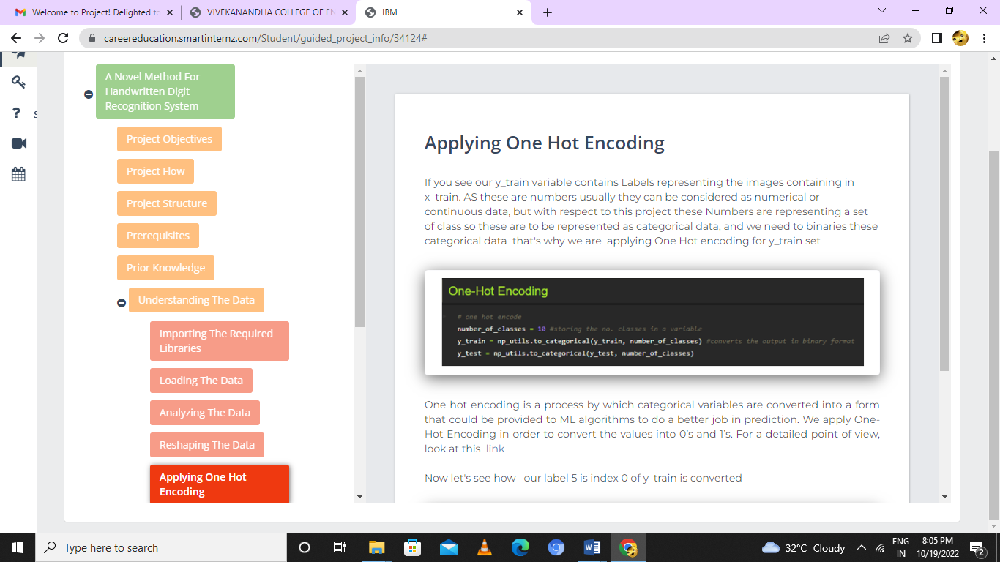 Welcome to Project! Delighted to
VIVEKANANDHA COLLEGE OF EN
IBM
careereducation.smartinternz.com/Student/guided_project_info/34124#
A Novel Method For
Handwritten Digit
Recognition System
Project Objectives
Project Flow
Project Structure
Prerequisites
Prior Knowledge
Understanding The Data
Importing The Required
Libraries
Loading The Data
Analyzing The Data
Reshaping The Data
Applying One Hot
Encoding
Applying One Hot Encoding
If you see our y_train variable contains Labels representing the images containing in
x_train. AS these are numbers usually they can be considered as numerical or
continuous data, but with respect to this project these Numbers are representing a set
of class so these are to be represented as categorical data, and we need to binaries these
categorical data that's why we are applying One Hot encoding for y_train set
One-Hot Encoding
# one hot encode
number_of_classes = 10 #storing the no. classes in a variable
y_train = np_utils.to_categorical(y_train, number_of_classes) #converts the output in binary format
y_test = np_utils.to_categorical(y_test, number_of_classes)
One hot encoding is a process by which categorical variables are converted into a form
that could be provided to ML algorithms to do a better job in prediction. We apply One-
Hot Encoding in order to convert the values into 0's and 1's. For a detailed point of view,
look at this link
Now let's see how our label 5 is index 0 of y_train is converted
Type here to search
32°C Cloudy
ENG
IN
8:05 PM
10/19/2022
2